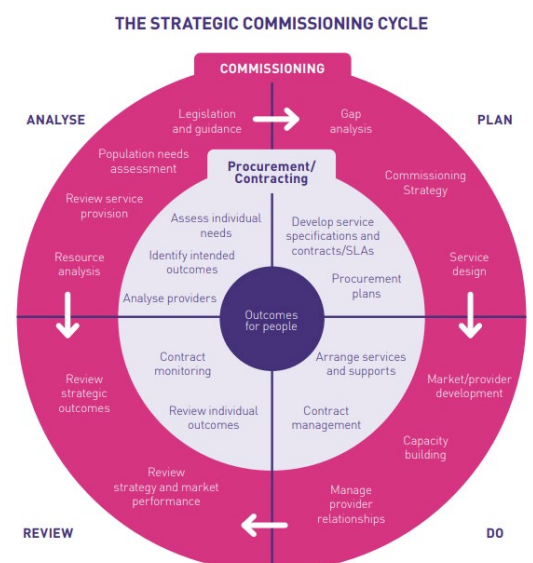 THE STRATEGIC COMMISSIONING CYCLE
COMMISSIONING
ANALYSE
PLAN
Legislation
and guidance
Gap
analysis
Population needs
assessment
Procurement/
Contracting
Commissioning
Strategy
Review service
provision
Assess individual
needs
Develop service
specifications and
contracts/SLAs
Resource
analysis
Identify intended
outcomes
Service
design
Analyse providers
Procurement
plans
Outcomes
for people
Contract
monitoring
Arrange services
and supports
Review
strategic
outcomes
Market/provider
development
Review individual
outcomes
Contract
management
Capacity
building
Review
strategy and market
performance
Manage
provider
relationships
REVIEW
DO